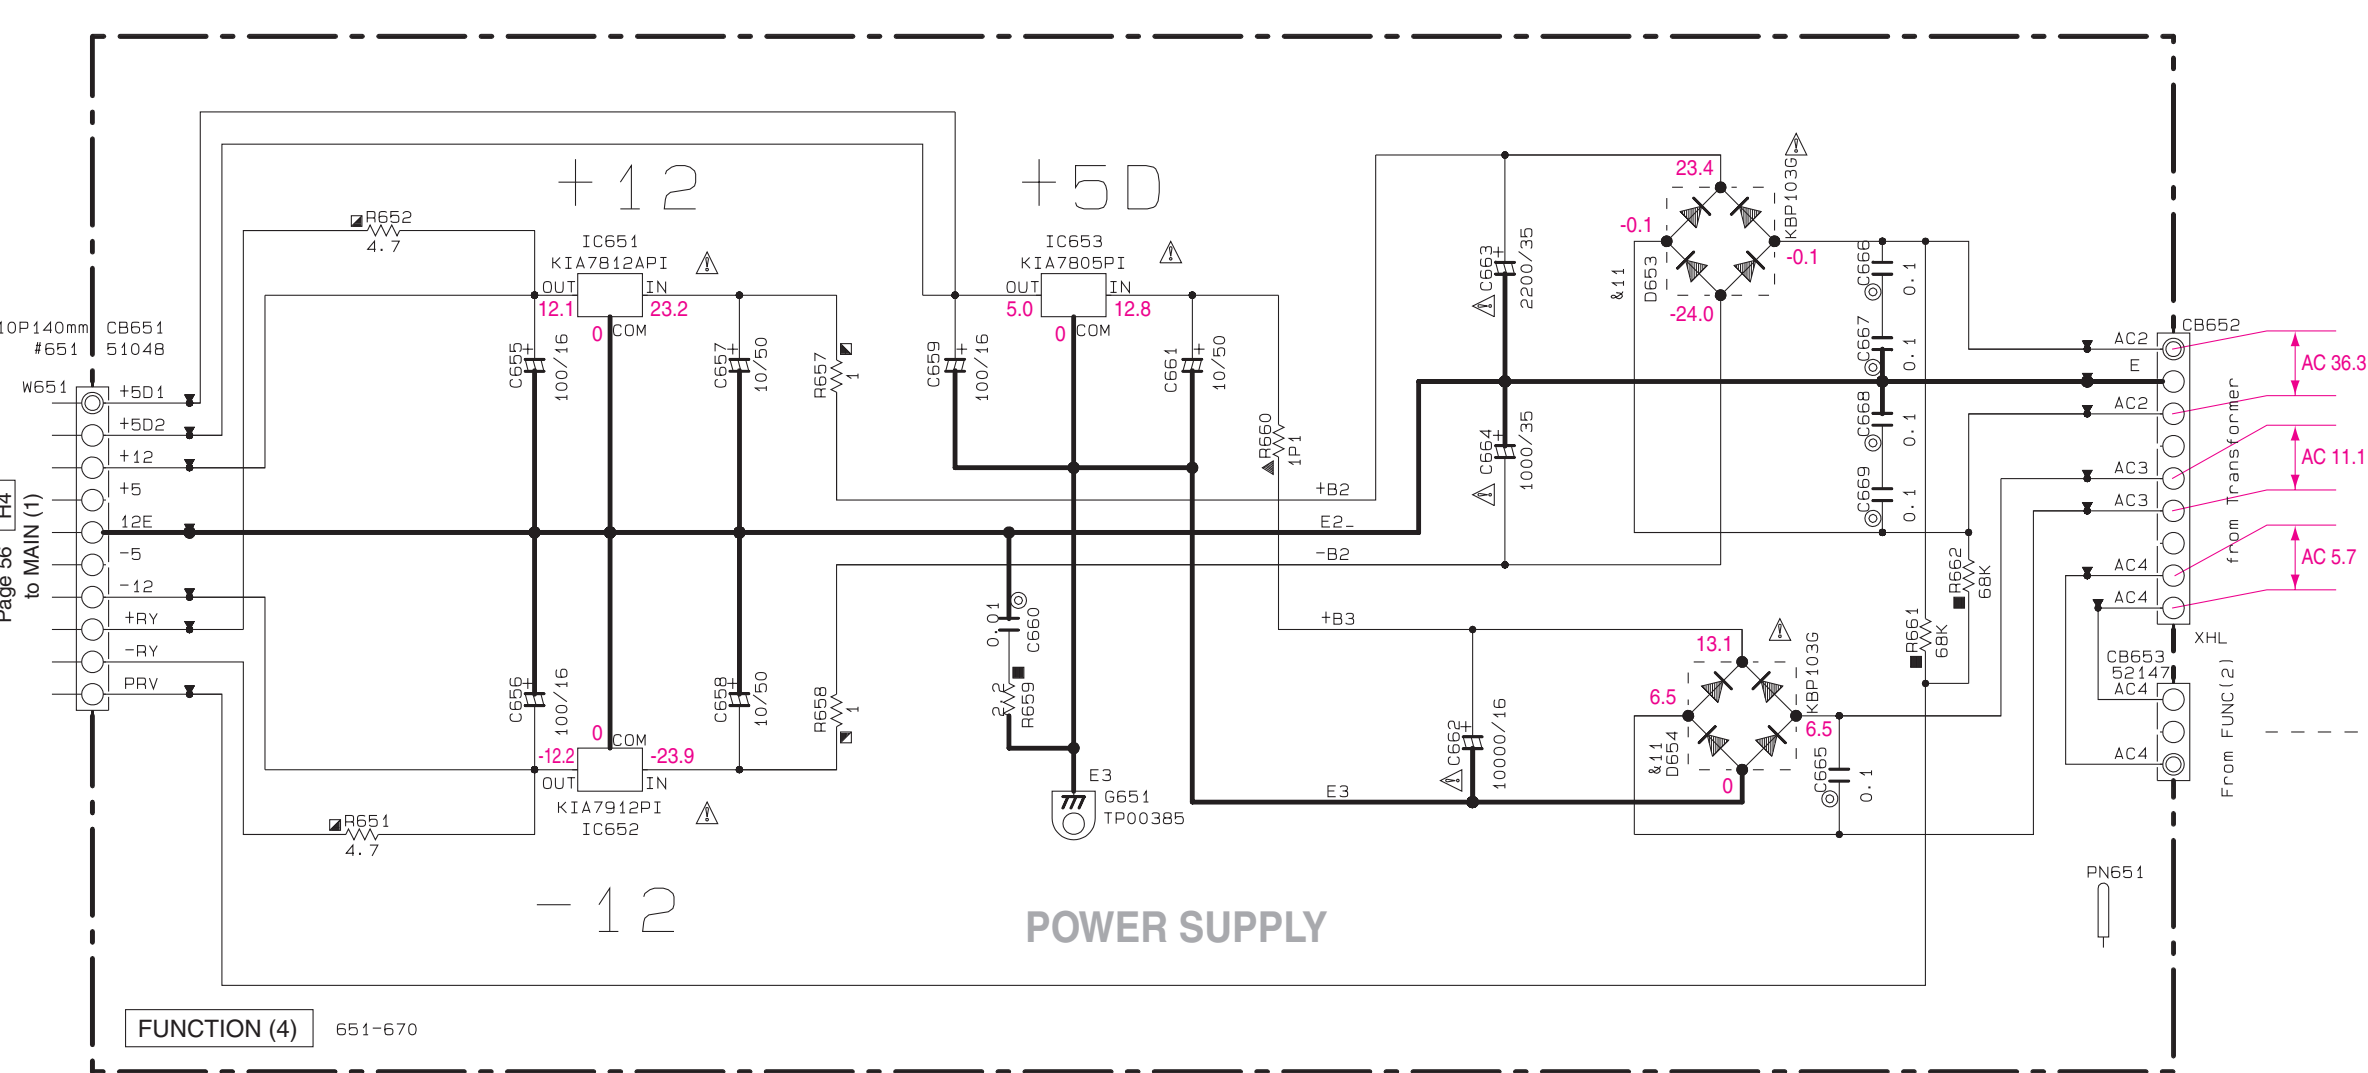 +12
+5D
R652
4.7
IC651
KIA7812API
OUT
IN
12.1
23.2
0
COM
IC653
KIA7805PI
OUT
IN
5.0
12.8
0
COM
23.4
-0.1
-0.1
-24.0
KBP103G
&11
D653
C663
2200/35
C664
1000/35
C666
0.1
C667
0.1
C668
0.1
C669
0.1
10P140mm
#651
CB651
51048
W651
+5D1
+5D2
+12
+5
12E
-5
-12
+RY
-RY
PRV
Page 56
H4
to MAIN (1)
C655
100/16
C657
10/50
R657
1
C659
100/16
C661
10/50
R660
1P1
+B2
E2_
-B2
+B3
E3
C656
100/16
C658
10/50
R658
1
0.01
C660
2.2
R659
E3
G651
TP00385
0
COM
-12.2
-23.9
OUT
IN
KIA7912PI
IC652
R651
4.7
-12
C662
10000/16
13.1
6.5
6.5
0
KBP103G
&11
D654
C665
0.1
R661
68K
R662
68K
CB652
AC2
E
AC2
AC3
AC3
AC4
AC4
XHL
from Transformer
AC 36.3
AC 11.1
AC 5.7
CB653
52147
AC4
AC4
From FUNC(2)
PN651
POWER SUPPLY
FUNCTION (4)
651-670